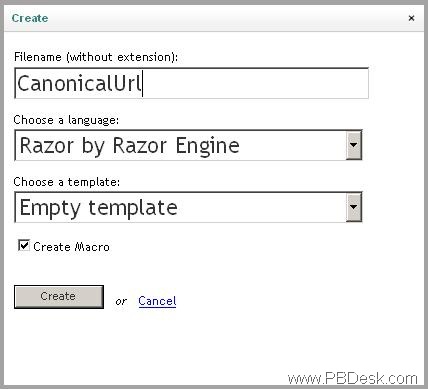 Create ×
Filename (without extension):
CanonicalUrl
Choose a language:
Razor by Razor Engine
Choose a template:
Empty template
Create Macro
Create or Cancel
www.PBDesk.com